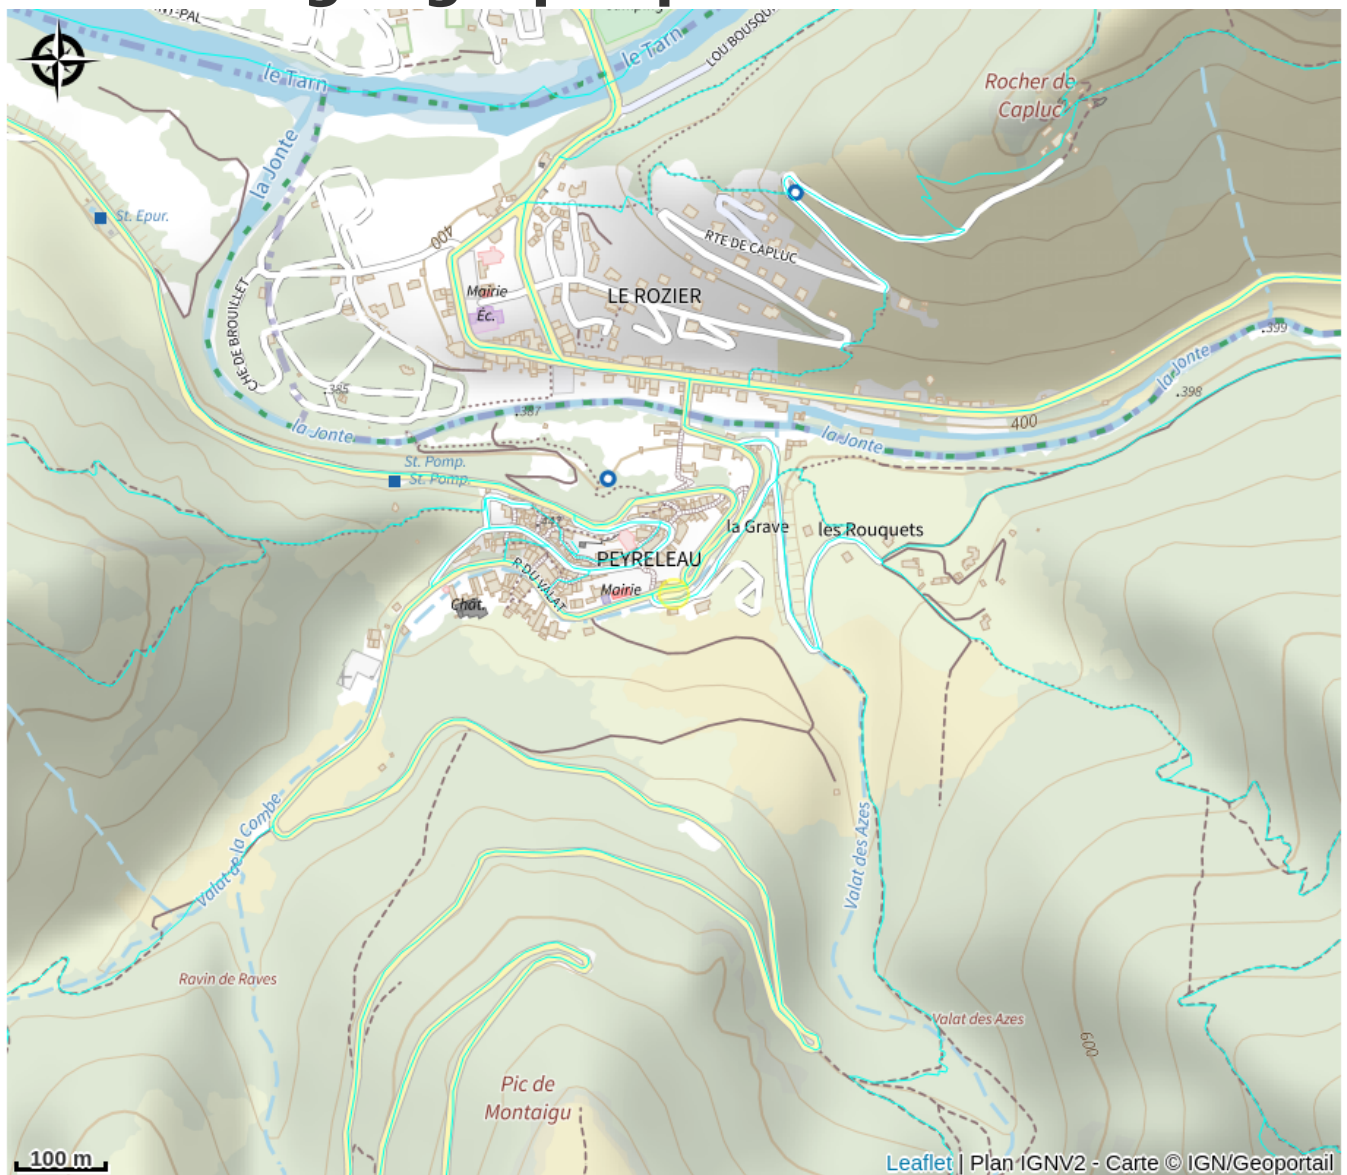 le Tarn
le Tarn
LOU BOUSQU
Rocher de
Capluc
la Jonte
St. Epur.
400
RTE DE CAPLUC
Mairie
LE ROZIER
Éc.
CHE DE BROUILLET
.399
la Jonte
.385
.398
.387
400
la Jonte
la Jonte
St. Pomp.
St. Pomp.
.442
la Grave
les Rouquets
PEYRELEAU
R DU VALAT
Mairie
Chât.
Valat de la Combe
Valat des Azes
Ravin de Raves
Valat des Azes
600
Pic de
Montaigu
100 m
Leaflet | Plan IGNV2 - Carte © IGN/Geoportail